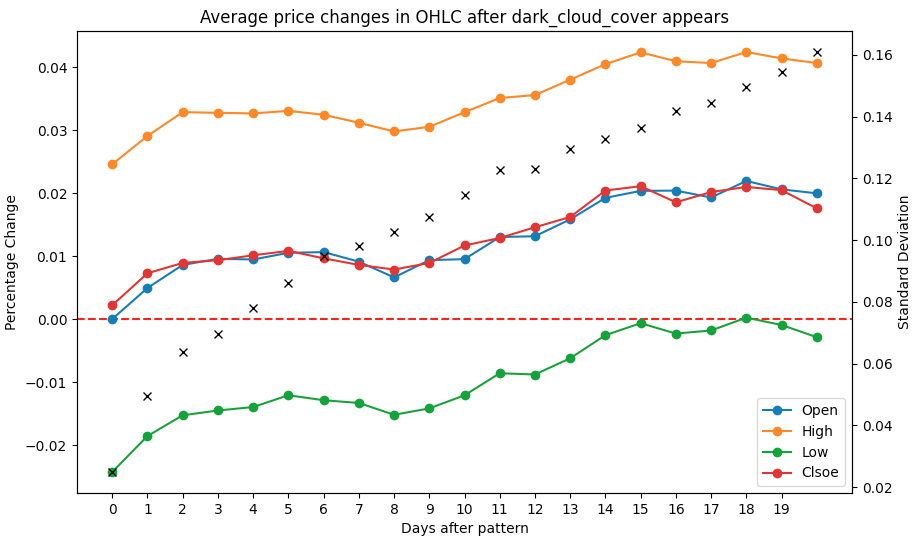 Average price changes in OHLC after dark_cloud_cover appears
Percentage Change
0.04
0.03
0.02
0.01
0.00
−0.01
−0.02
0.16
0.14
0.12
0.10
0.08
0.06
0.04
0.02
Standard Deviation
Open
High
Low
Clsoe
0 1 2 3 4 5 6 7 8 9 10 11 12 13 14 15 16 17 18 19
Days after pattern